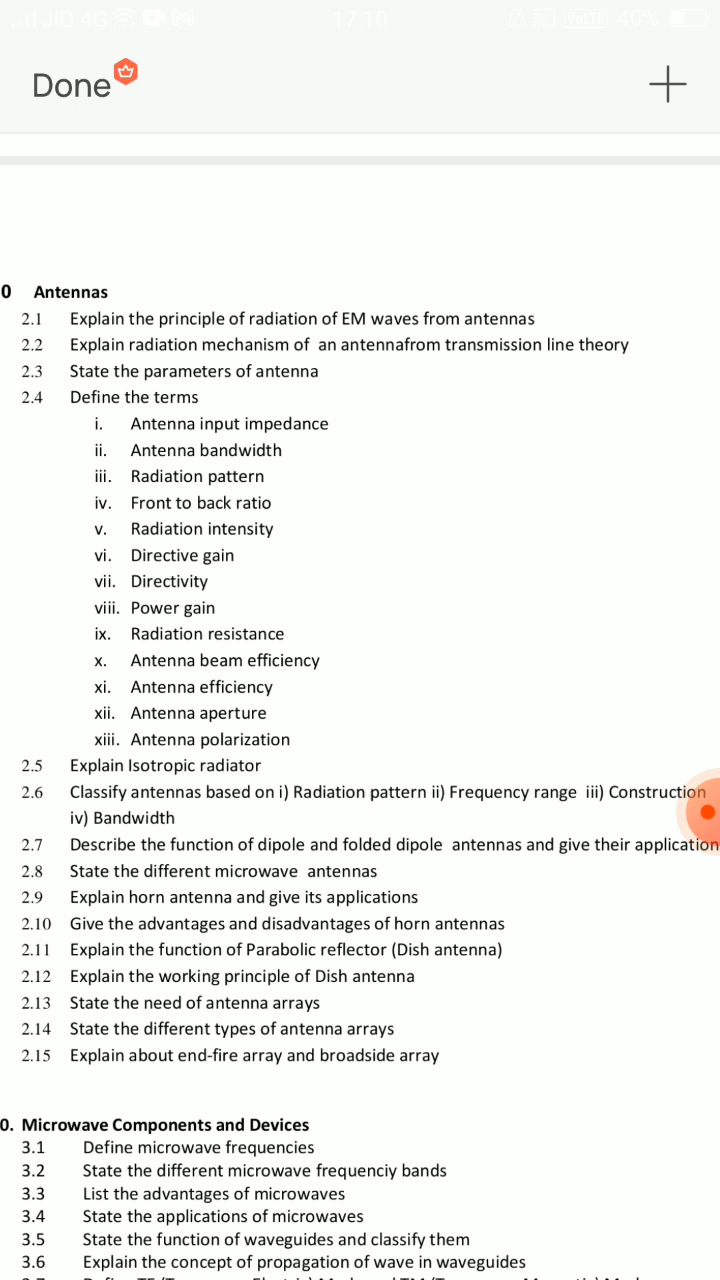 JIO 4G 17:10 VoLTE 40%
Done
0 Antennas
2.1 Explain the principle of radiation of EM waves from antennas
2.2 Explain radiation mechanism of an antennafrom transmission line theory
2.3 State the parameters of antenna
2.4 Define the terms
i. Antenna input impedance
ii. Antenna bandwidth
iii. Radiation pattern
iv. Front to back ratio
v. Radiation intensity
vi. Directive gain
vii. Directivity
viii. Power gain
ix. Radiation resistance
x. Antenna beam efficiency
xi. Antenna efficiency
xii. Antenna aperture
xiii. Antenna polarization
2.5 Explain Isotropic radiator
2.6 Classify antennas based on i) Radiation pattern ii) Frequency range iii) Construction
iv) Bandwidth
2.7 Describe the function of dipole and folded dipole antennas and give their application
2.8 State the different microwave antennas
2.9 Explain horn antenna and give its applications
2.10 Give the advantages and disadvantages of horn antennas
2.11 Explain the function of Parabolic reflector (Dish antenna)
2.12 Explain the working principle of Dish antenna
2.13 State the need of antenna arrays
2.14 State the different types of antenna arrays
2.15 Explain about end-fire array and broadside array
0. Microwave Components and Devices
3.1 Define microwave frequencies
3.2 State the different microwave frequenciy bands
3.3 List the advantages of microwaves
3.4 State the applications of microwaves
3.5 State the function of waveguides and classify them
3.6 Explain the concept of propagation of wave in waveguides